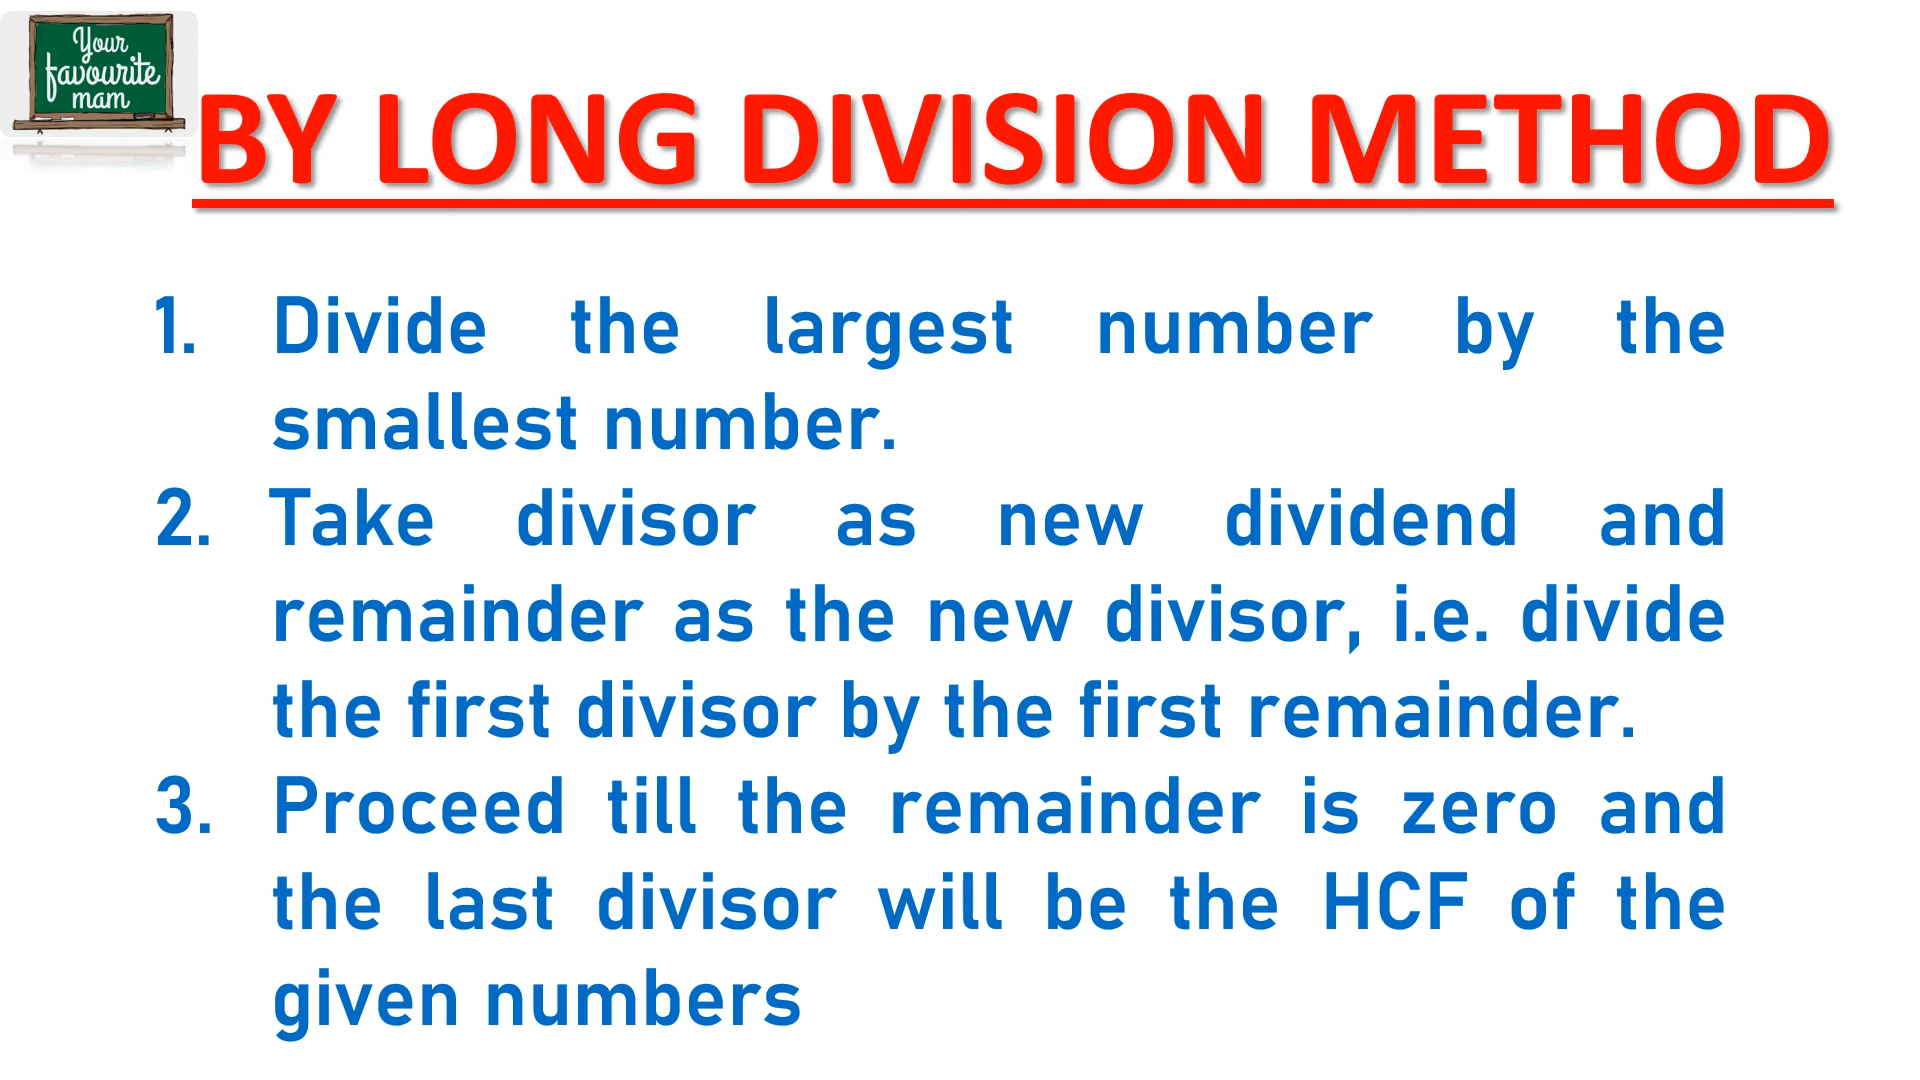 Your
favourite
mam
BY LONG DIVISION METHOD
1. Divide the largest number by the
smallest number.
2. Take divisor as new dividend and
remainder as the new divisor, i.e. divide
the first divisor by the first remainder.
3. Proceed till the remainder is zero and
the last divisor will be the HCF of the
given numbers